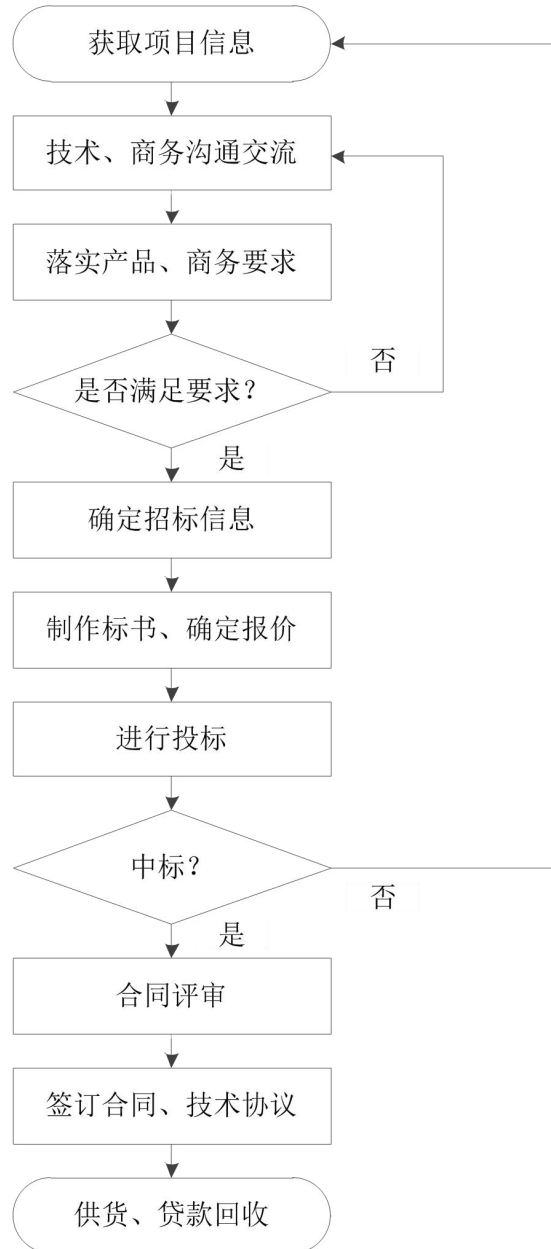 获取项目信息
技术、商务沟通交流
落实产品、商务要求
是否满足要求？
否
是
确定招标信息
制作标书、确定报价
进行投标
中标？
否
是
合同评审
签订合同、技术协议
供货、贷款回收